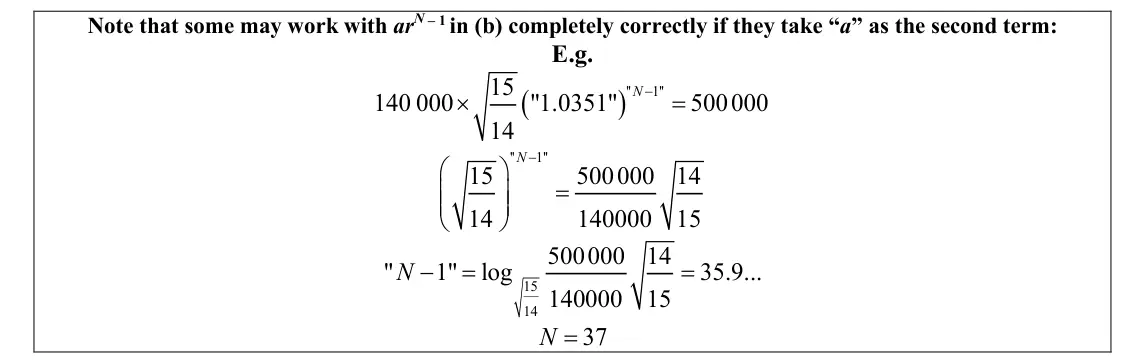 Note that some may work with ar^{N – 1} in (b) completely correctly if they take “a” as the second term:
E.g.
140 000 × √(15/14) ("1.0351")^{"N–1"} = 500 000
(√(15/14))^{"N–1"} = 500 000/140000 √(14/15)
"N – 1" = log_{√(15/14)} 500 000/140000 √(14/15) = 35.9...
N = 37